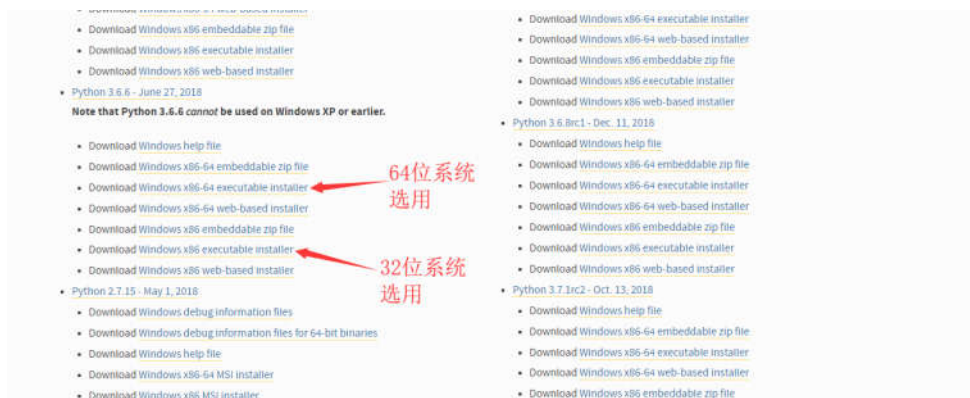 Download Windows x86 embeddable zip file
Download Windows x86 executable installer
Download Windows x86 web-based installer
Python 3.6.6 - June 27, 2018
Note that Python 3.6.6 cannot be used on Windows XP or earlier.
Download Windows help file
Download Windows x86-64 embeddable zip file
Download Windows x86-64 executable installer
Download Windows x86-64 web-based installer
Download Windows x86 embeddable zip file
Download Windows x86 executable installer
Download Windows x86 web-based installer
64位系统
选用
32位系统
选用
Python 2.7.15 - May 1, 2018
Download Windows debug information files
Download Windows debug information files for 64-bit binaries
Download Windows help file
Download Windows x86-64 MSI installer
Download Windows x86 MSI installer
Download Windows x86-64 executable installer
Download Windows x86-64 web-based installer
Download Windows x86 embeddable zip file
Download Windows x86 executable installer
Download Windows x86 web-based installer
Python 3.6.8rc1 - Dec. 11, 2018
Download Windows help file
Download Windows x86-64 embeddable zip file
Download Windows x86-64 executable installer
Download Windows x86-64 web-based installer
Download Windows x86 embeddable zip file
Download Windows x86 executable installer
Download Windows x86 web-based installer
Python 3.7.1rc2 - Oct. 13, 2018
Download Windows help file
Download Windows x86-64 embeddable zip file
Download Windows x86-64 executable installer
Download Windows x86-64 web-based installer
Download Windows x86 embeddable zip file